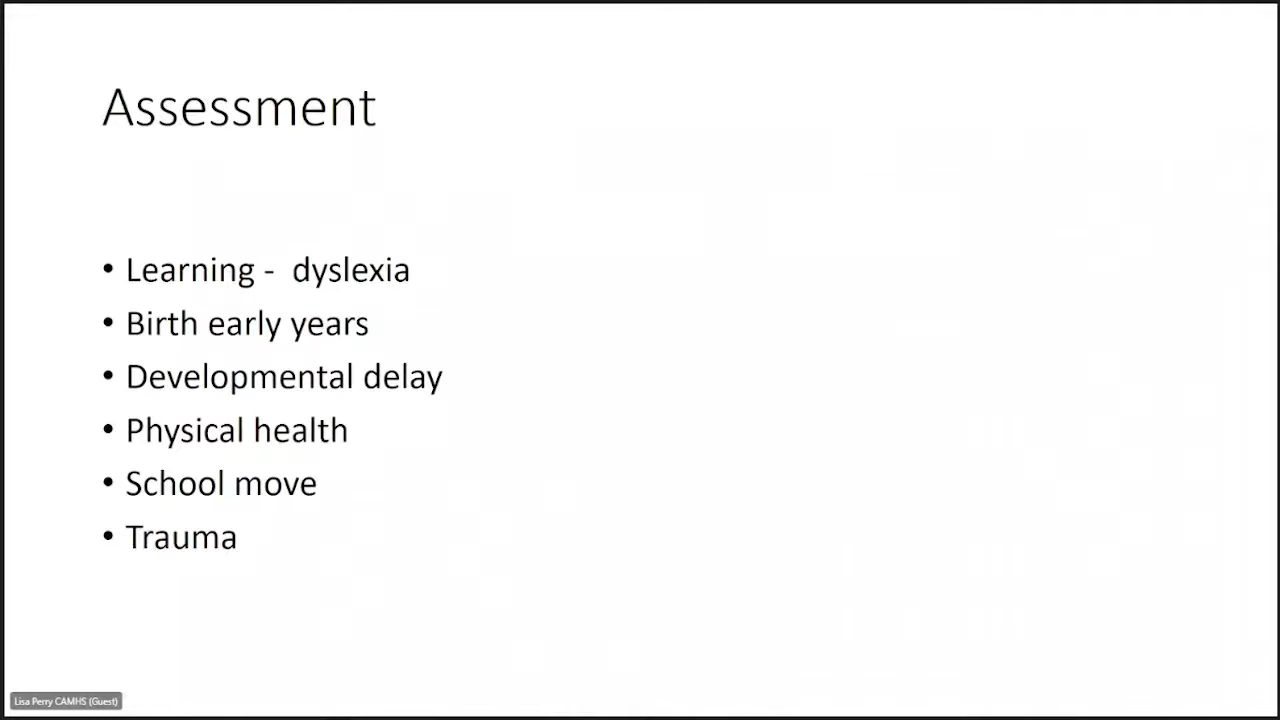 Assessment
• Learning -  dyslexia
• Birth early years
• Developmental delay
• Physical health
• School move
• Trauma
Lisa Perry CAMHS (Guest)